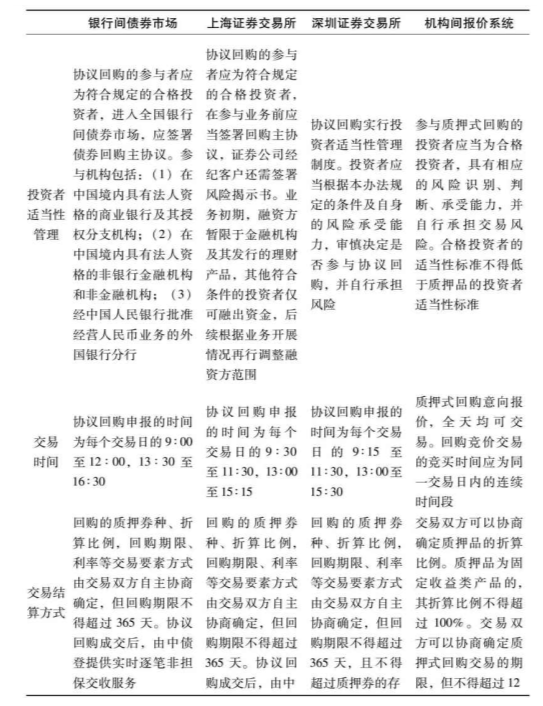 银行间债券市场 上海证券交易所 深圳证券交易所 机构间报价系统
投资者
适当性
管理
协议回购的参与者应
为符合规定的合格投
资者，进入全国银行
间债券市场，应签署
债券回购主协议。参
与机构包括：（1）在
中国境内具有法人资
格的商业银行及其授
权分支机构；（2）在
中国境内具有法人资
格的非银行金融机构
和非金融机构；（3）
经中国人民银行批准
经营人民币业务的外
国银行分行
协议回购的参与
者应为符合规定
的合格投资者，
在参与业务前应
当签署回购主协
议，证券公司经
纪客户还需签署
风险揭示书。业
务初期，融资方
暂限于金融机构
及其发行的理财
产品，其他符合
条件的投资者仅
可融出资金，后
续根据业务开展
情况再行调整融
资方范围
协议回购实行投
资者适当性管理
制度。投资者应
当根据本办法规
定的条件及自身
的风险承受能
力，审慎决定是
否参与协议回
购，并自行承担
风险
参与质押式回购的
投资者应当为合格
投资者，具有相应
的风险识别、判
断、承受能力，并
自行承担交易风
险。合格投资者的
适当性标准不得低
于质押品的投资者
适当性标准
交易
时间
协议回购申报的时间
为每个交易日的 9∶00
至 12∶00，13∶30 至
16∶30
协议回购申报
的时间为每个
交易日的 9∶30
至 11∶30，13∶00
至 15∶15
协议回购申报的
时间为每个交易
日的 9∶15 至
11∶30，13∶00 至
15∶30
质押式回购意向报
价，全天均可交
易。回购竞价交易
的竞买时间应为同
一交易日内的连续
时间段
交易结
算方式
回购的质押券种、折
算比例，回购期限、
利率等交易要素方式
由交易双方自主协商
确定，但回购期限不
得超过 365 天。协议
回购成交后，由中债
登提供实时逐笔非担
保交收服务
回购的质押券
种、折算比例，
回购期限、利率
等交易要素方式
由交易双方自主
协商确定，但回
购期限不得超过
365 天。协议回
购成交后，由中
回购的质押券
种、折算比例，
回购期限、利率
等交易要素方式
由交易双方自主
协商确定，但回
购期限不得超过
365 天，且不得
超过质押券的存
交易双方可以协商
确定质押品的折算
比例。质押品为固
定收益类产品的，
其折算比例不得超
过 100%。交易双
方可以协商确定质
押式回购交易的期
限，但不得超过 12